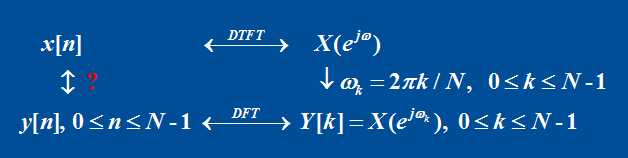 x[n] ⟷ DTFT X(e^{jω})
↕ ? ↓ ω_k = 2πk / N, 0 ≤ k ≤ N - 1
y[n], 0 ≤ n ≤ N - 1 ⟷ DFT Y[k] = X(e^{jω_k}), 0 ≤ k ≤ N - 1